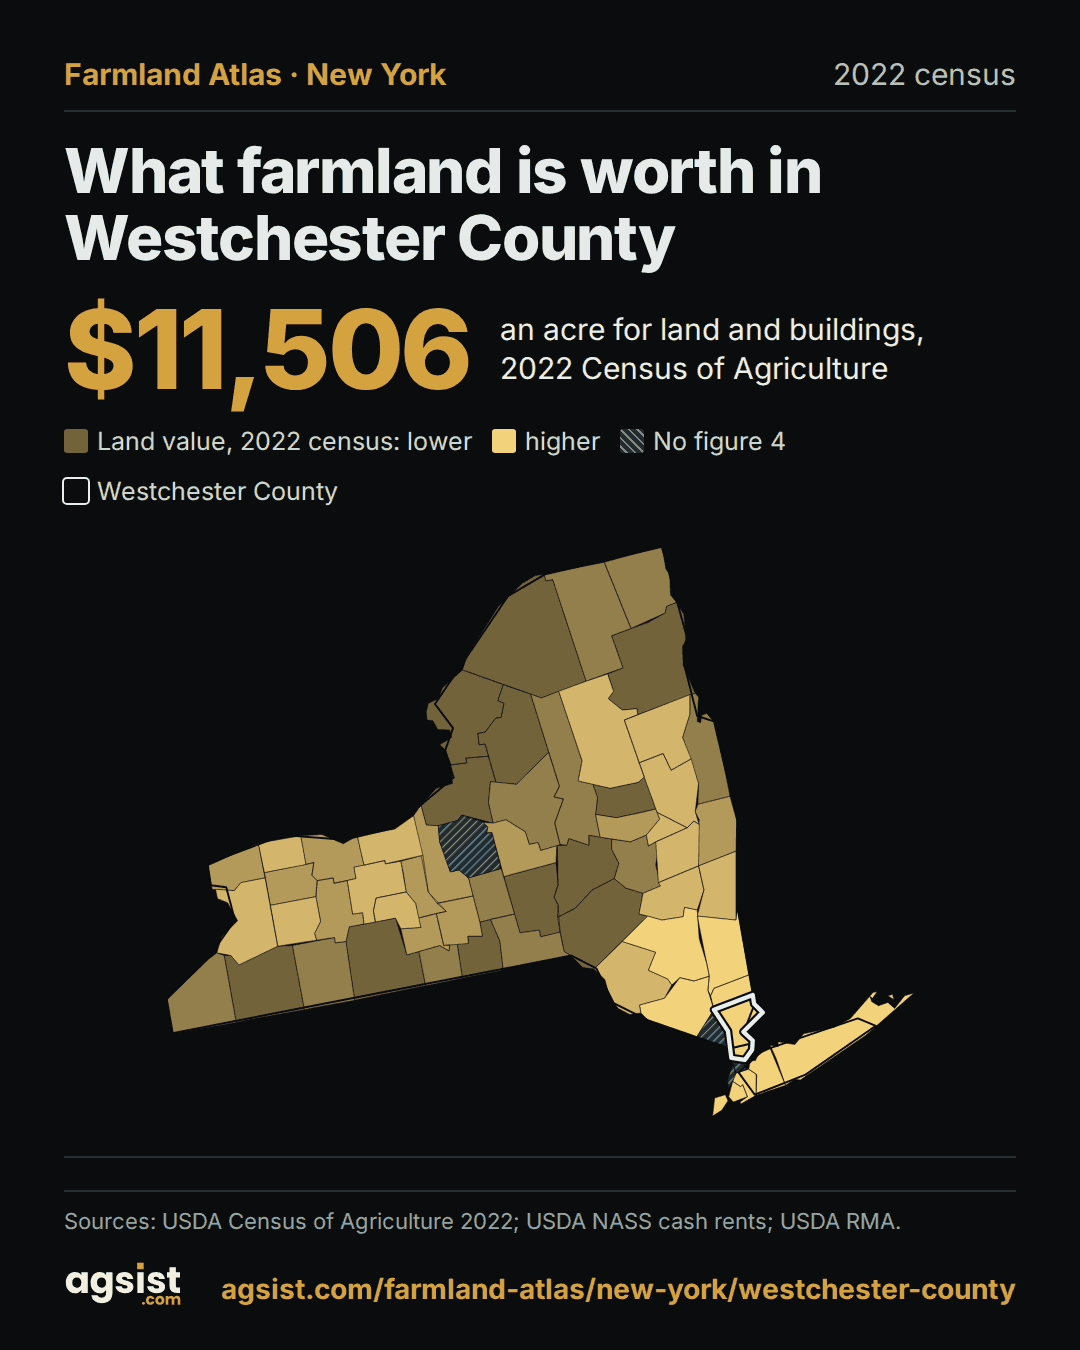 Farmland Atlas · New York
2022 census
What farmland is worth in
Westchester County
$11,506
an acre for land and buildings,
2022 Census of Agriculture
Land value, 2022 census: lower
higher
No figure 4
Westchester County
Sources: USDA Census of Agriculture 2022; USDA NASS cash rents; USDA RMA.
agsist
.com
agsist.com/farmland-atlas/new-york/westchester-county